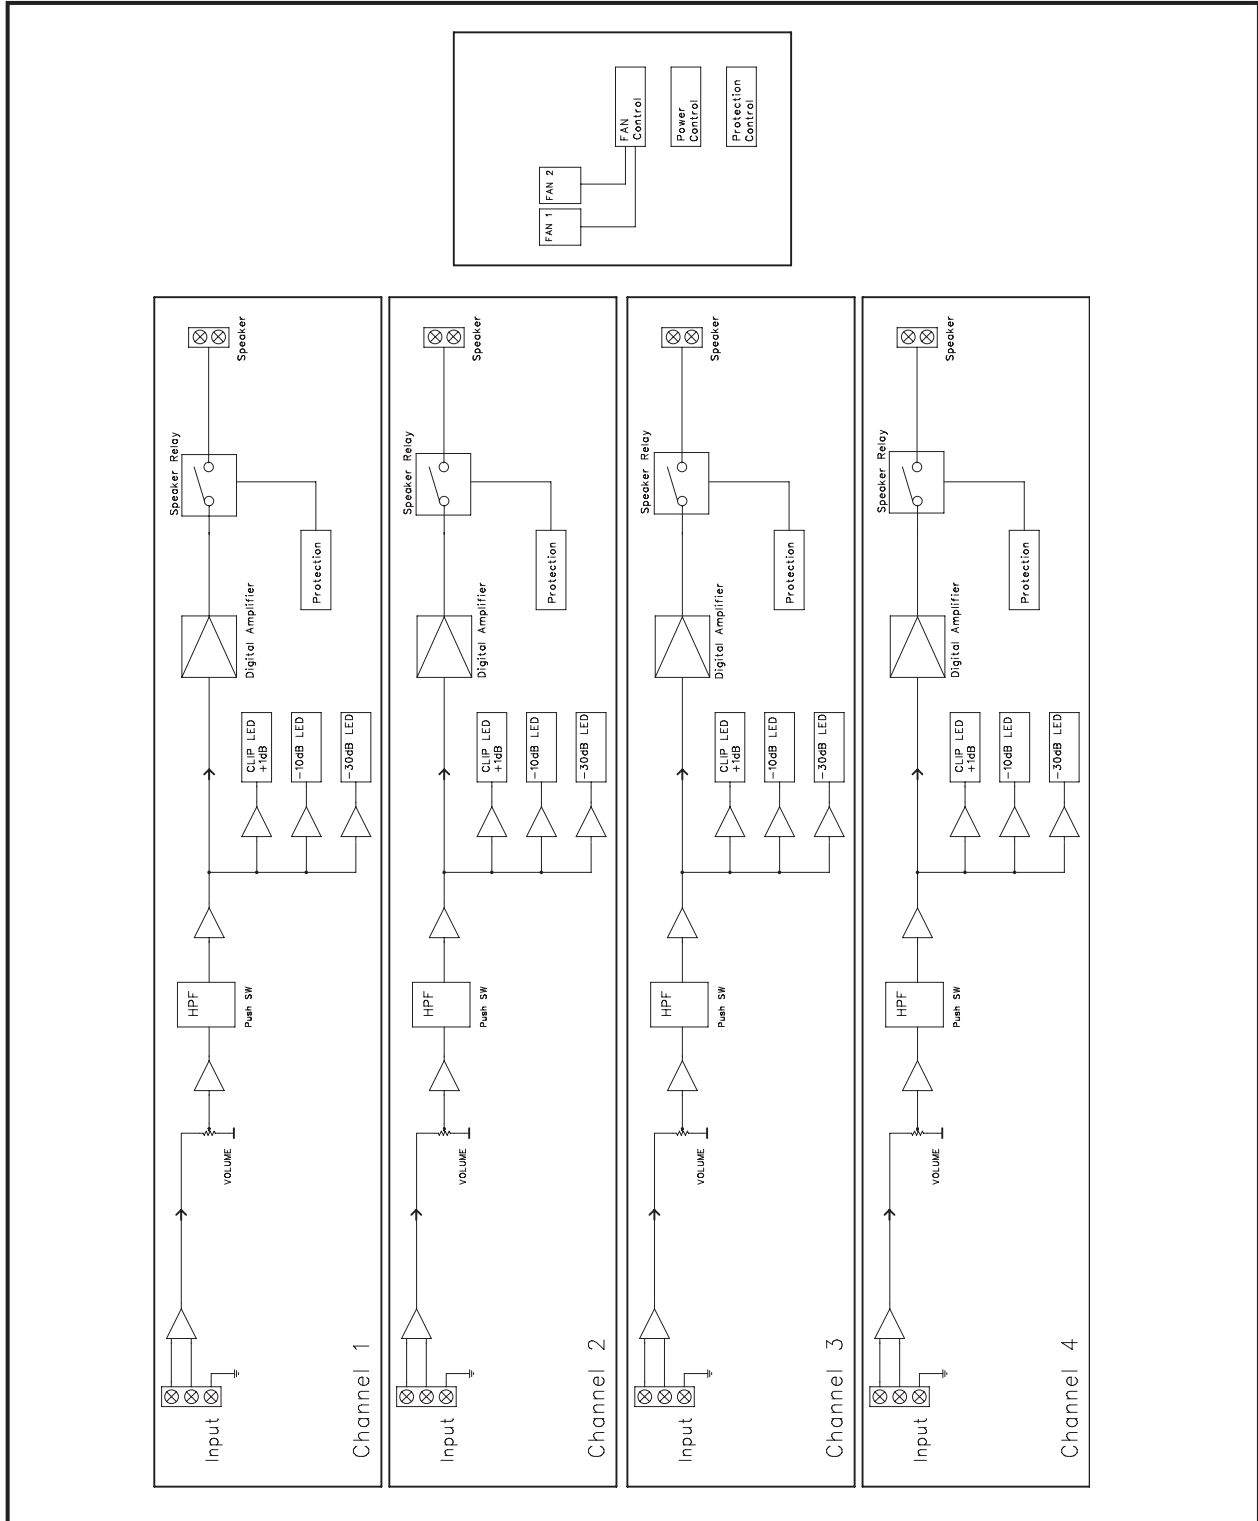 FAN
Control
Power
Control
Protection
Control
FAN 2
FAN 1
Speaker
Speaker Relay
Protection
Digital Amplifier
CLIP LED
+1dB
-10dB LED
-30dB LED
HPF
Push SW
VOLUME
Input
Channel 1
Speaker
Speaker Relay
Protection
Digital Amplifier
CLIP LED
+1dB
-10dB LED
-30dB LED
HPF
Push SW
VOLUME
Input
Channel 2
Speaker
Speaker Relay
Protection
Digital Amplifier
CLIP LED
+1dB
-10dB LED
-30dB LED
HPF
Push SW
VOLUME
Input
Channel 3
Speaker
Speaker Relay
Protection
Digital Amplifier
CLIP LED
+1dB
-10dB LED
-30dB LED
HPF
Push SW
VOLUME
Input
Channel 4